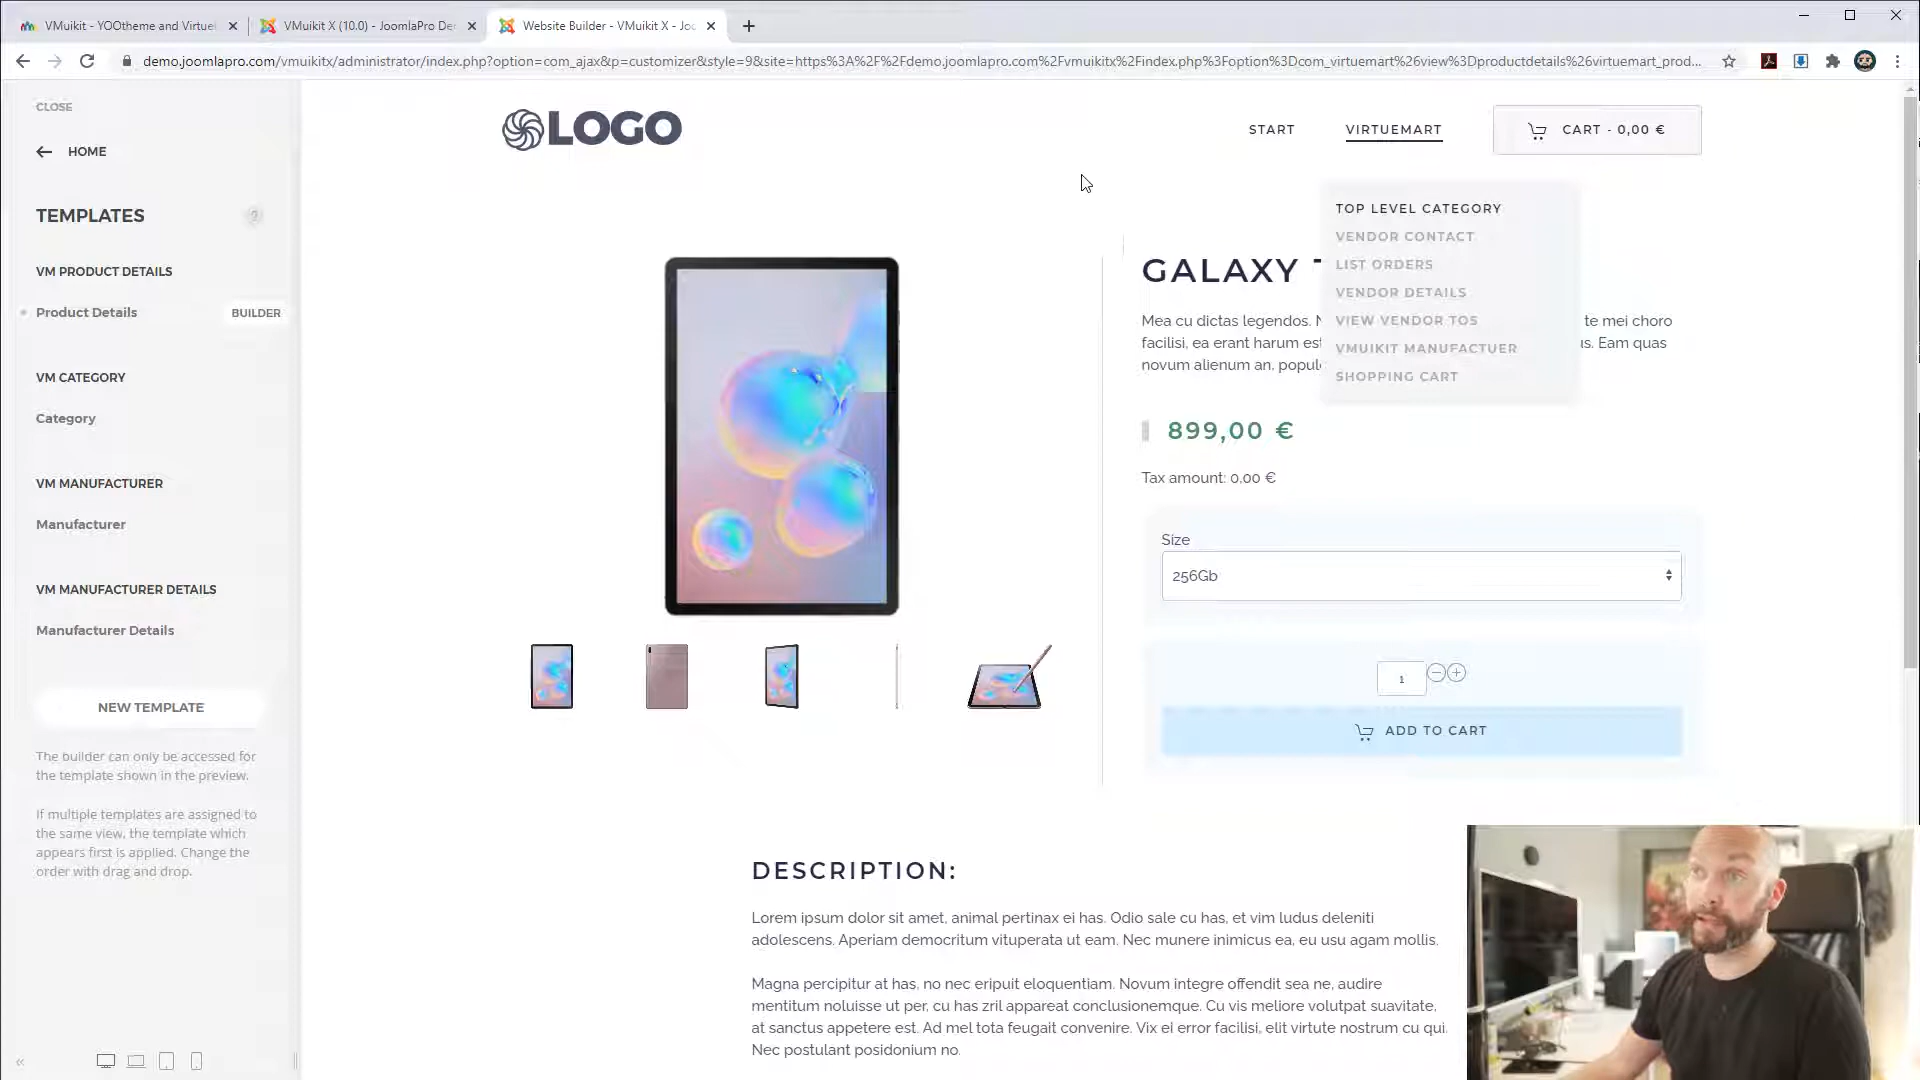 VMuikit - YOOtheme and Virtue
VMuikit X (10.0) - JoomlaPro De
Website Builder - VMuikit X - Joo
demo.joomlapro.com/vmuikitx/administrator/index.php?option=com_ajax&p=customizer&style=9&site=https%3A%2F%2Fdemo.joomlapro.com%2Fvmuikitx%2Findex.php%3Foption%3Dcom_virtuemart%26view%3Dproductdetails%26virtuemart_prod...
CLOSE
HOME
TEMPLATES
?
VM PRODUCT DETAILS
Product Details
BUILDER
VM CATEGORY
Category
VM MANUFACTURER
Manufacturer
VM MANUFACTURER DETAILS
Manufacturer Details
NEW TEMPLATE
The builder can only be accessed for
the template shown in the preview.
If multiple templates are assigned to
the same view, the template which
appears first is applied. Change the
order with drag and drop.
LOGO
START
VIRTUEMART
CART - 0,00 €
TOP LEVEL CATEGORY
VENDOR CONTACT
LIST ORDERS
VENDOR DETAILS
VIEW VENDOR TOS
VMUIKIT MANUFACTUER
SHOPPING CART
GALAXY
Mea cu dictas legendos. te mei choro
facilisi, ea erant harum est us. Eam quas
novum alienum an, popul
899,00 €
Tax amount: 0,00 €
Size
256Gb
1
ADD TO CART
DESCRIPTION:
Lorem ipsum dolor sit amet, animal pertinax ei has. Odio sale cu has, et vim ludus deleniti
adolescens. Aperiam democritum vituperata ut eam. Nec munere inimicus ea, eu usu agam mollis.
Magna percipitur at has, no nec eripuit eloquentiam. Novum integre offendit sea ne, audire
mentitum noluisse ut per, cu has zril appareat conclusionemque. Cu vis meliore volutpat suavitate,
at sanctus appetere est. Ad mel tota feugait convenire. Vix ei error facilisi, elit virtute nostrum cu qui.
Nec postulant posidonium no.